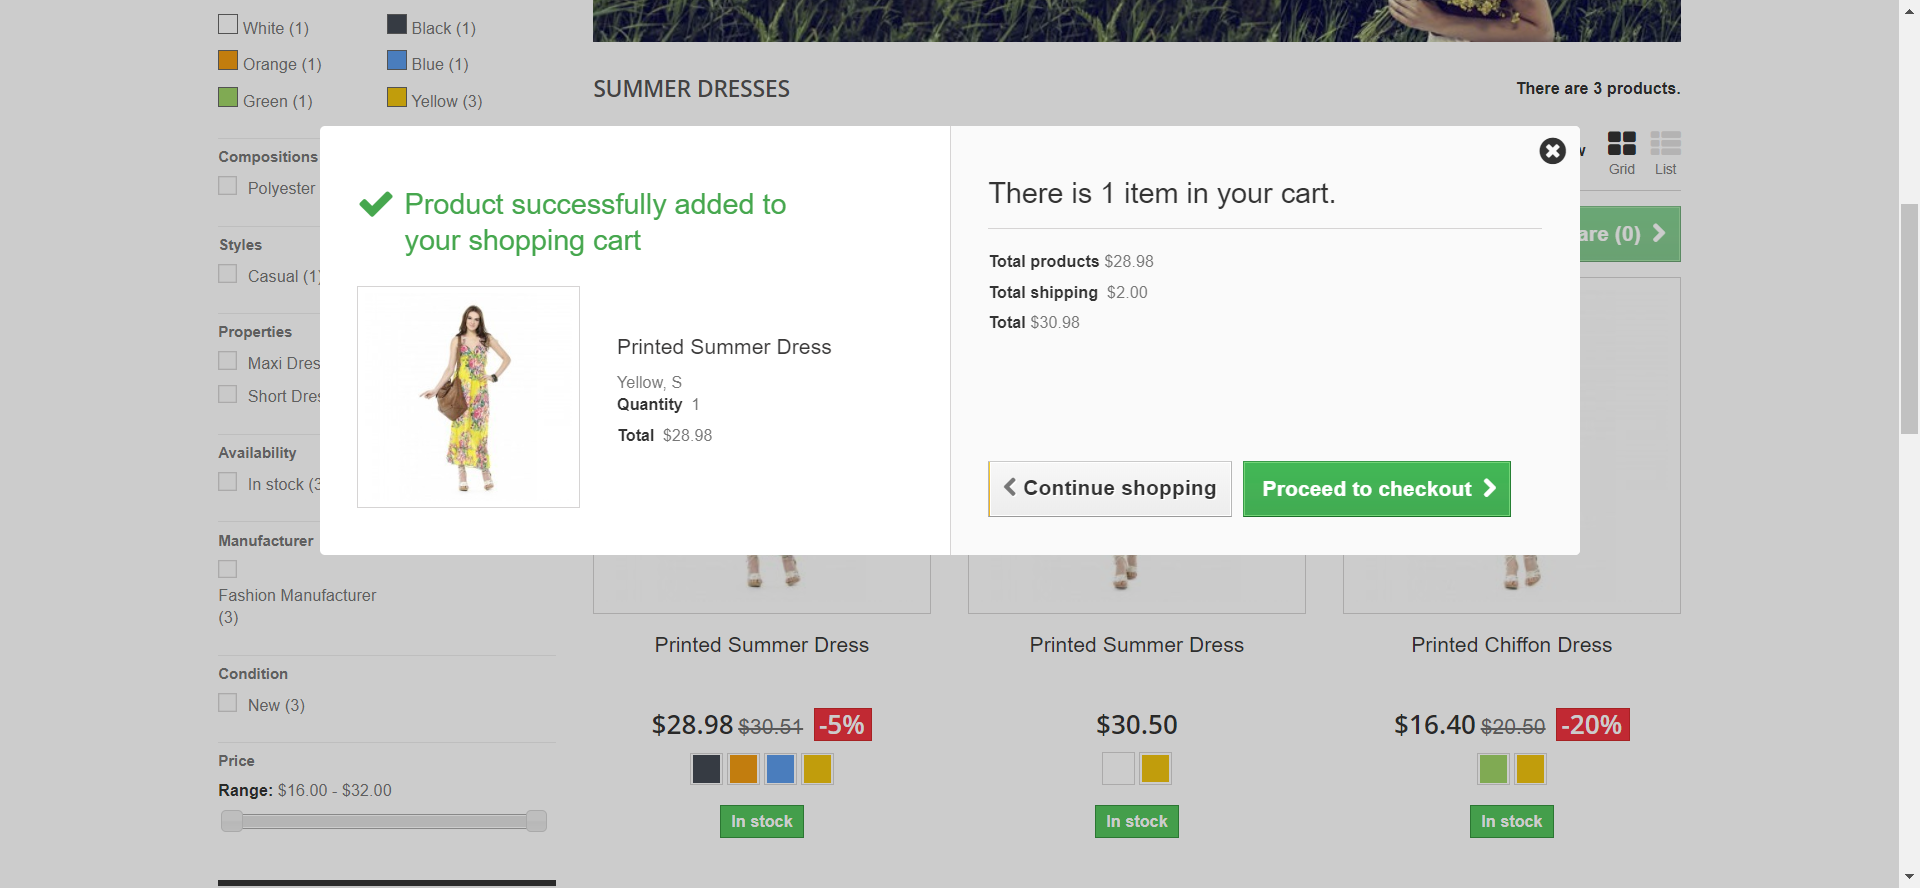 White (1)
Black (1)
Orange (1)
Blue (1)
Green (1)
Yellow (3)
SUMMER DRESSES
There are 3 products.
Compositions
Polyester
Styles
Casual (1)
Properties
Maxi Dres
Short Dres
Availability
In stock (3
Manufacturer
Fashion Manufacturer
(3)
Condition
New (3)
Price
Range: $16.00 - $32.00
Grid
List
are (0)
Product successfully added to
your shopping cart
Printed Summer Dress
Yellow, S
Quantity 1
Total $28.98
There is 1 item in your cart.
Total products $28.98
Total shipping $2.00
Total $30.98
Continue shopping
Proceed to checkout
Printed Summer Dress
$28.98 $30.51 -5%
In stock
Printed Summer Dress
$30.50
In stock
Printed Chiffon Dress
$16.40 $20.50 -20%
In stock